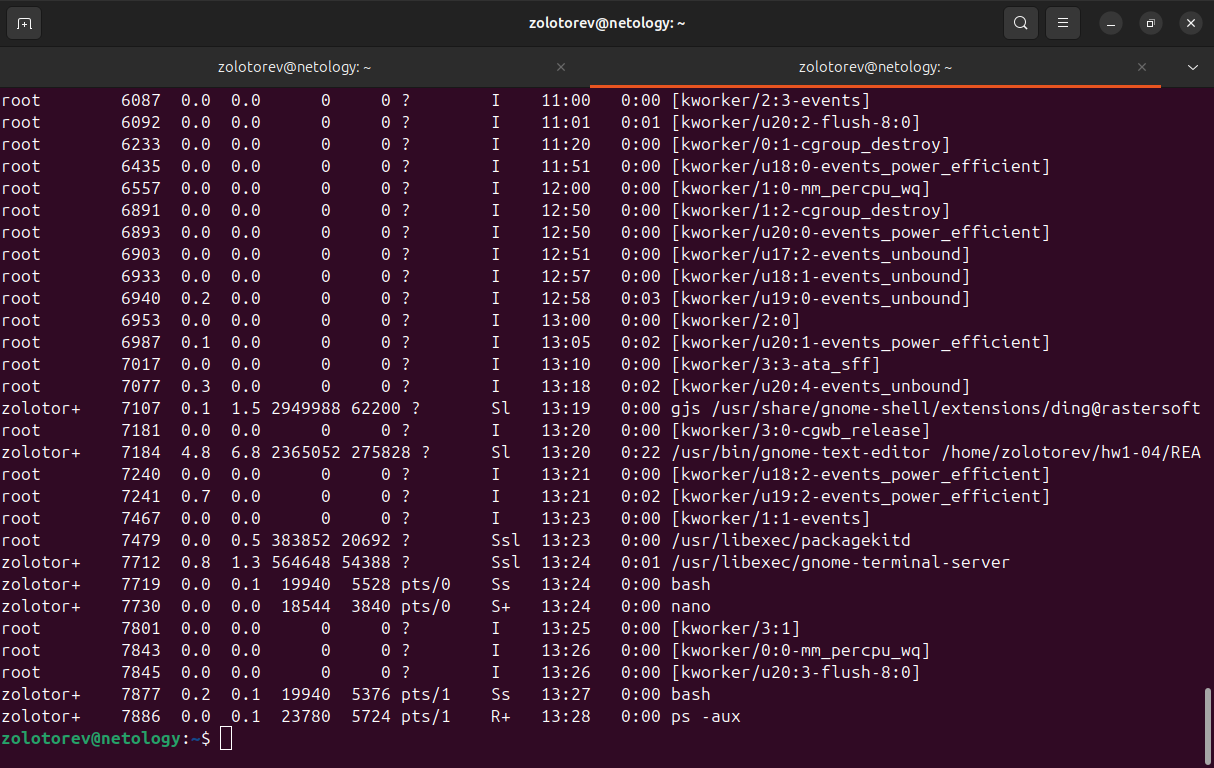 zolotorev@netology: ~
zolotorev@netology: ~ zolotorev@netology: ~
root 6087 0.0 0.0 0 0 ? I 11:00 0:00 [kworker/2:3-events]
root 6092 0.0 0.0 0 0 ? I 11:01 0:01 [kworker/u20:2-flush-8:0]
root 6233 0.0 0.0 0 0 ? I 11:20 0:00 [kworker/0:1-cgroup_destroy]
root 6435 0.0 0.0 0 0 ? I 11:51 0:00 [kworker/u18:0-events_power_efficient]
root 6557 0.0 0.0 0 0 ? I 12:00 0:00 [kworker/1:0-mm_percpu_wq]
root 6891 0.0 0.0 0 0 ? I 12:50 0:00 [kworker/1:2-cgroup_destroy]
root 6893 0.0 0.0 0 0 ? I 12:50 0:00 [kworker/u20:0-events_power_efficient]
root 6903 0.0 0.0 0 0 ? I 12:51 0:00 [kworker/u17:2-events_unbound]
root 6933 0.0 0.0 0 0 ? I 12:57 0:00 [kworker/u18:1-events_unbound]
root 6940 0.2 0.0 0 0 ? I 12:58 0:03 [kworker/u19:0-events_unbound]
root 6953 0.0 0.0 0 0 ? I 13:00 0:00 [kworker/2:0]
root 6987 0.1 0.0 0 0 ? I 13:05 0:02 [kworker/u20:1-events_power_efficient]
root 7017 0.0 0.0 0 0 ? I 13:10 0:00 [kworker/3:3-ata_sff]
root 7077 0.3 0.0 0 0 ? I 13:18 0:02 [kworker/u20:4-events_unbound]
zolotor+ 7107 0.1 1.5 2949988 62200 ? Sl 13:19 0:00 gjs /usr/share/gnome-shell/extensions/ding@rastersoft
root 7181 0.0 0.0 0 0 ? I 13:20 0:00 [kworker/3:0-cgwb_release]
zolotor+ 7184 4.8 6.8 2365052 275828 ? Sl 13:20 0:22 /usr/bin/gnome-text-editor /home/zolotorev/hw1-04/REA
root 7240 0.0 0.0 0 0 ? I 13:21 0:00 [kworker/u18:2-events_power_efficient]
root 7241 0.7 0.0 0 0 ? I 13:21 0:02 [kworker/u19:2-events_power_efficient]
root 7467 0.0 0.0 0 0 ? I 13:23 0:00 [kworker/1:1-events]
root 7479 0.0 0.5 383852 20692 ? Ssl 13:23 0:00 /usr/libexec/packagekitd
zolotor+ 7712 0.8 1.3 564648 54388 ? Ssl 13:24 0:01 /usr/libexec/gnome-terminal-server
zolotor+ 7719 0.0 0.1 19940 5528 pts/0 Ss 13:24 0:00 bash
zolotor+ 7730 0.0 0.0 18544 3840 pts/0 S+ 13:24 0:00 nano
root 7801 0.0 0.0 0 0 ? I 13:25 0:00 [kworker/3:1]
root 7843 0.0 0.0 0 0 ? I 13:26 0:00 [kworker/0:0-mm_percpu_wq]
root 7845 0.0 0.0 0 0 ? I 13:26 0:00 [kworker/u20:3-flush-8:0]
zolotor+ 7877 0.2 0.1 19940 5376 pts/1 Ss 13:27 0:00 bash
zolotor+ 7886 0.0 0.1 23780 5724 pts/1 R+ 13:28 0:00 ps -aux
zolotorev@netology:~$